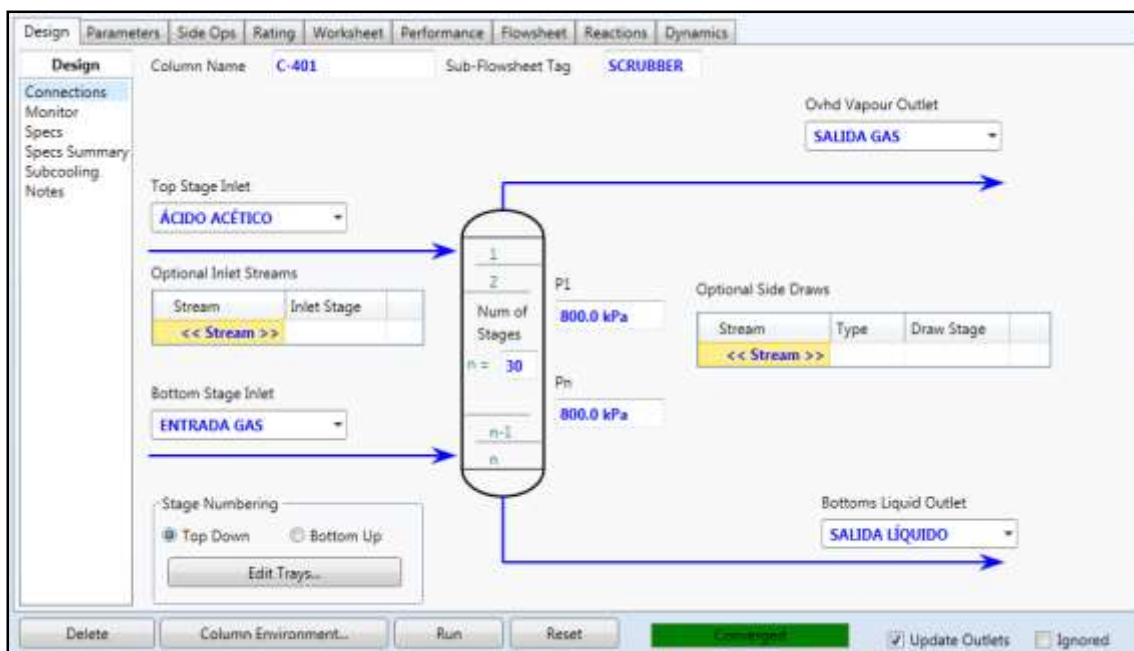 Design Parameters Side Ops Rating Worksheet Performance Flowsheet Reactions Dynamics
Design
Connections
Monitor
Specs
Specs Summary
Subcooling
Notes
Column Name C-401 Sub-Flowsheet Tag SCRUBBER
Ovhd Vapour Outlet
SALIDA GAS
Top Stage Inlet
ÁCIDO ACÉTICO
Optional Inlet Streams
Stream Inlet Stage
<< Stream >>
Bottom Stage Inlet
ENTRADA GAS
1
2
Num of
Stages
n = 30
n-1
n
P1
800.0 kPa
Pn
800.0 kPa
Optional Side Draws
Stream Type Draw Stage
<< Stream >>
Stage Numbering
Top Down Bottom Up
Edit Trays...
Bottoms Liquid Outlet
SALIDA LÍQUIDO
Delete Column Environment... Run Reset Converged Update Outlets Ignored